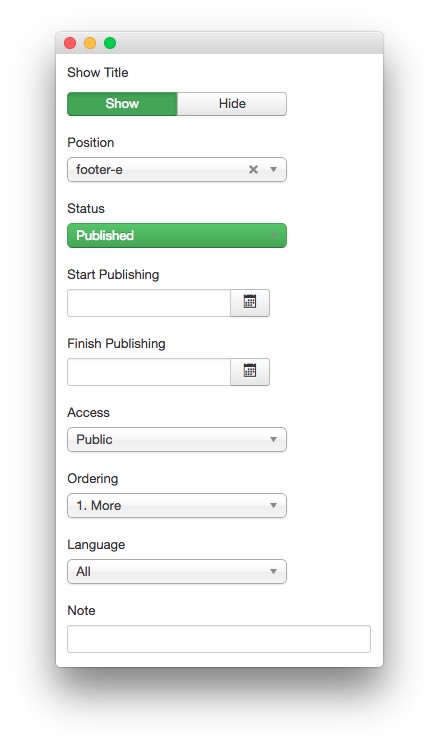 Show Title
Show Hide
Position
footer-e
Status
Published
Start Publishing
Finish Publishing
Access
Public
Ordering
1. More
Language
All
Note